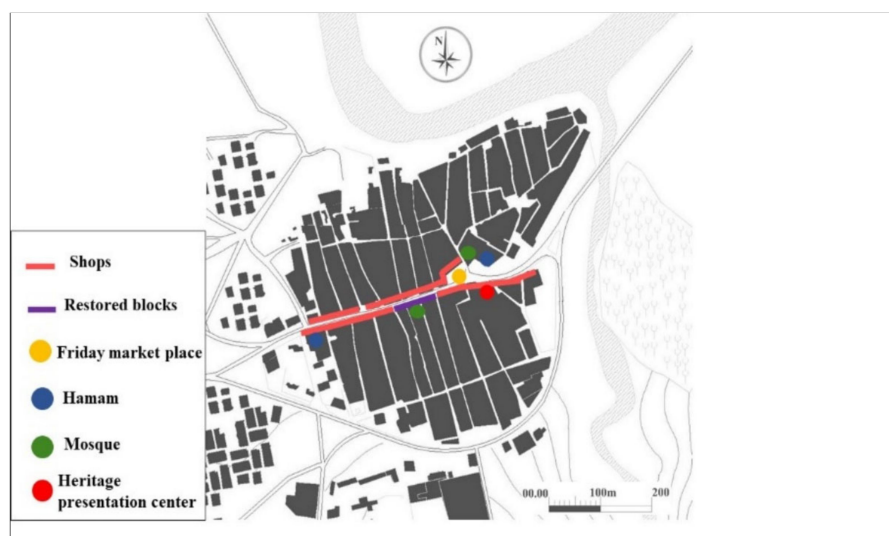 N
Shops
Restored blocks
Friday market place
Hamam
Mosque
Heritage
presentation center
00.00 100m 200